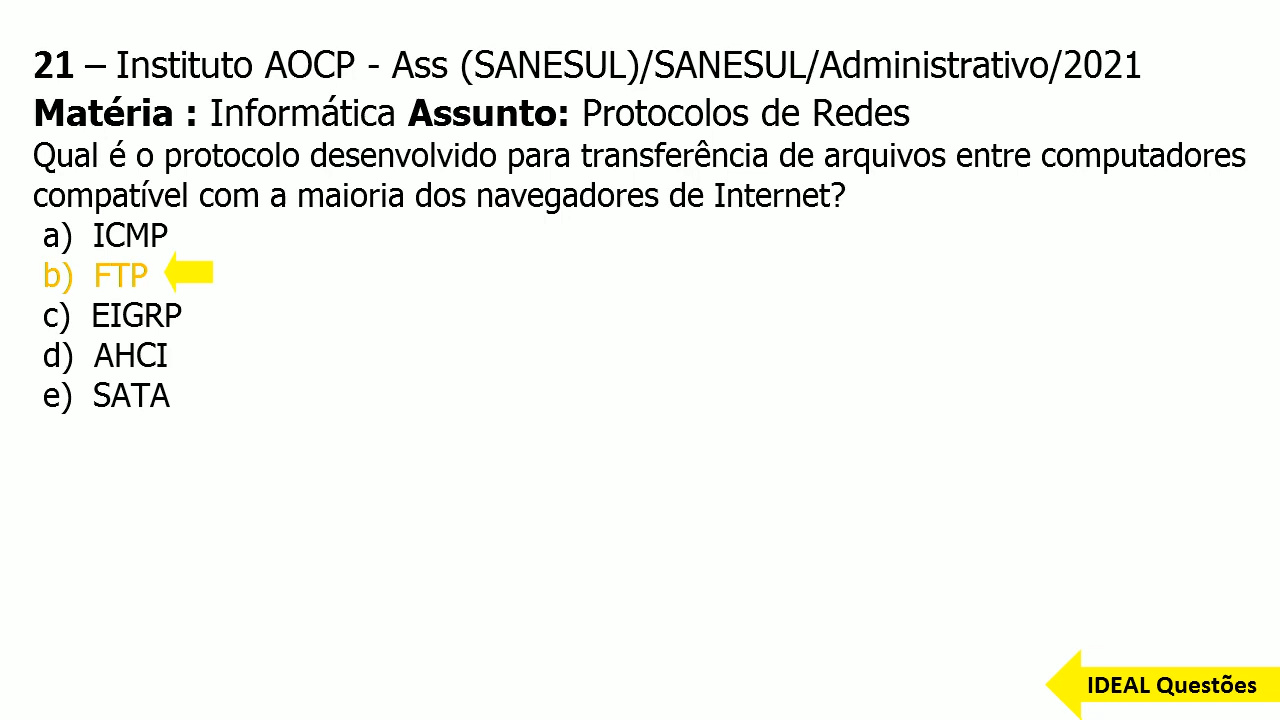 21 – Instituto AOCP - Ass (SANESUL)/SANESUL/Administrativo/2021
Matéria : Informática Assunto: Protocolos de Redes
Qual é o protocolo desenvolvido para transferência de arquivos entre computadores
compatível com a maioria dos navegadores de Internet?
a) ICMP
b) FTP
c) EIGRP
d) AHCI
e) SATA
IDEAL Questões